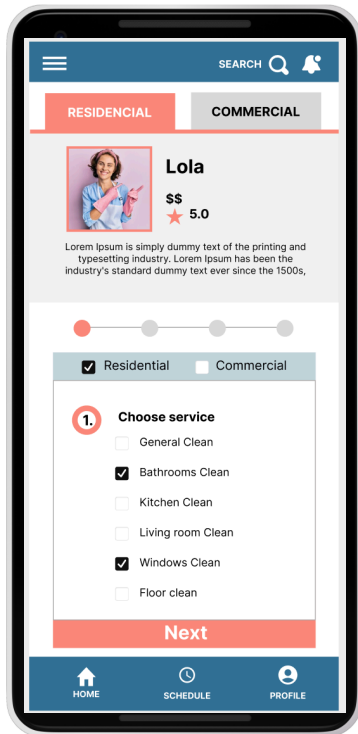 SEARCH
RESIDENCIAL
COMMERCIAL
Lola
$$
5.0
Lorem Ipsum is simply dummy text of the printing and
typesetting industry. Lorem Ipsum has been the
industry's standard dummy text ever since the 1500s,
Residential
Commercial
1.
Choose service
General Clean
Bathrooms Clean
Kitchen Clean
Living room Clean
Windows Clean
Floor clean
Next
HOME
SCHEDULE
PROFILE